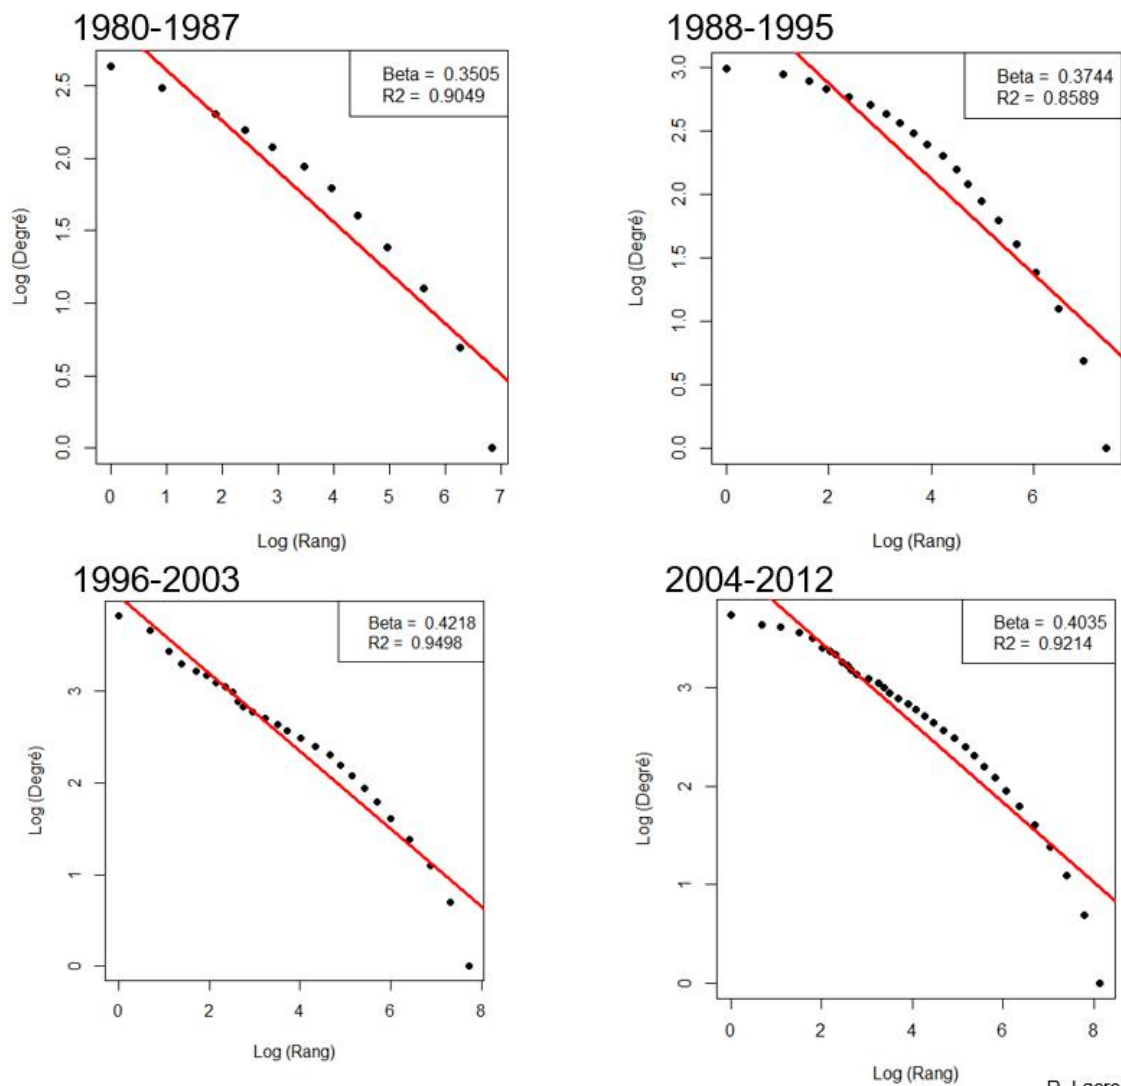 1980-1987
Beta = 0.3505
R2 = 0.9049
Log (Degré)
0.0 0.5 1.0 1.5 2.0 2.5
0 1 2 3 4 5 6 7
Log (Rang)
1988-1995
Beta = 0.3744
R2 = 0.8589
Log (Degré)
0.0 0.5 1.0 1.5 2.0 2.5 3.0
0 2 4 6
Log (Rang)
1996-2003
Beta = 0.4218
R2 = 0.9498
Log (Degré)
0 1 2 3
0 2 4 6 8
Log (Rang)
2004-2012
Beta = 0.4035
R2 = 0.9214
Log (Degré)
0 1 2 3
0 2 4 6 8
Log (Rang)